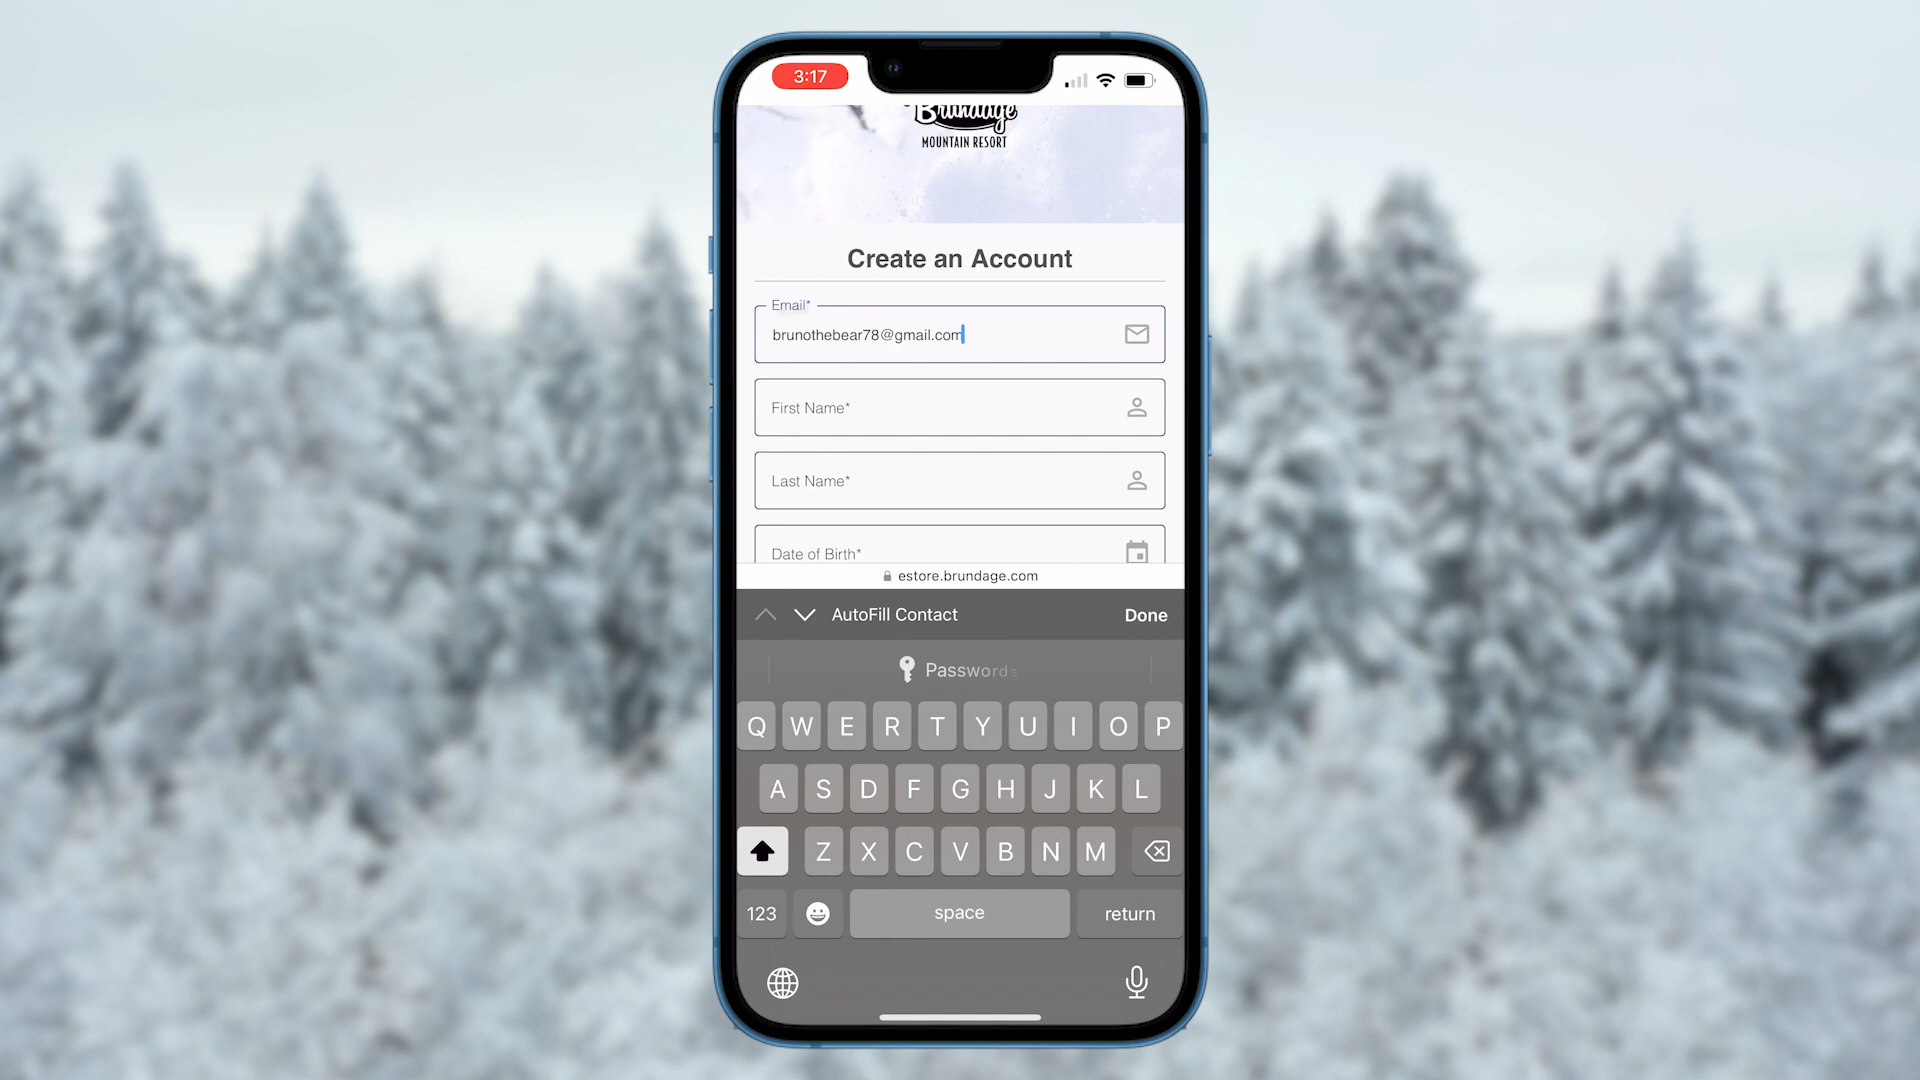 3:17
Brundage
MOUNTAIN RESORT
Create an Account
Email*
brunothebear78@gmail.com
First Name*
Last Name*
Date of Birth*
estore.brundage.com
AutoFill Contact Done
Passwords
Q W E R T Y U I O P
A S D F G H J K L
Z X C V B N M
123 space return